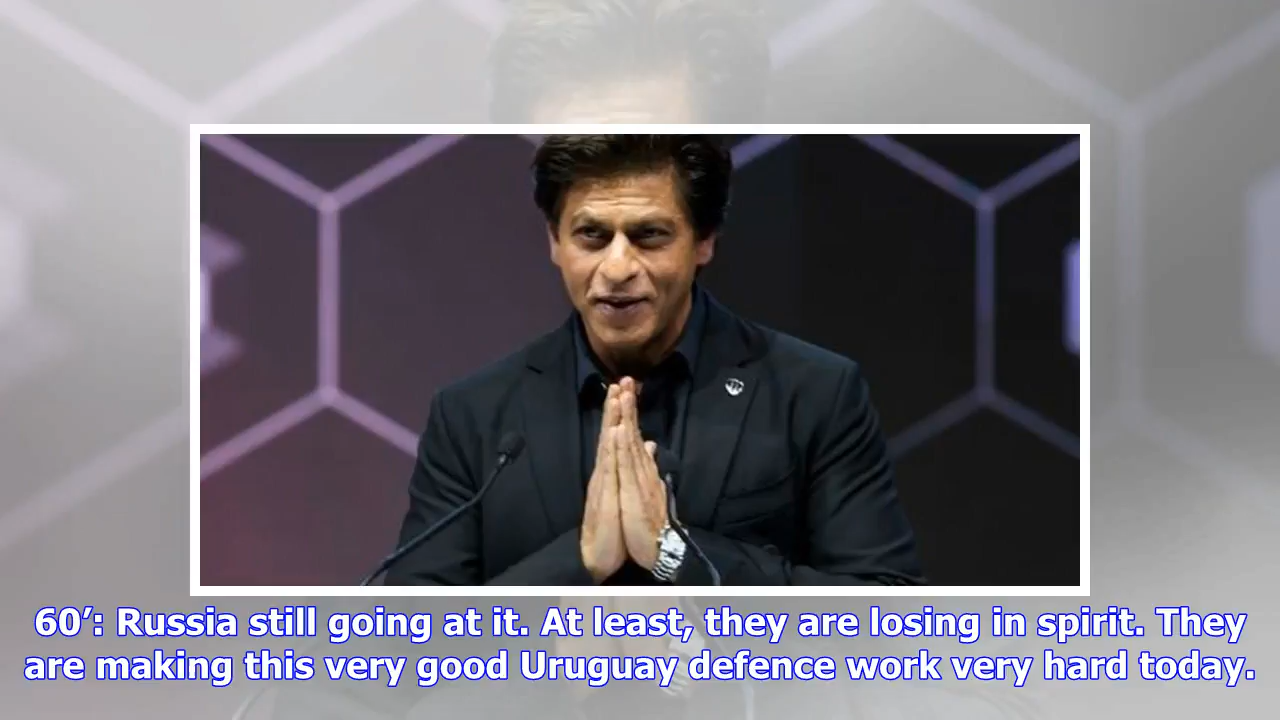 60’: Russia still going at it. At least, they are losing in spirit. They
are making this very good Uruguay defence work very hard today.